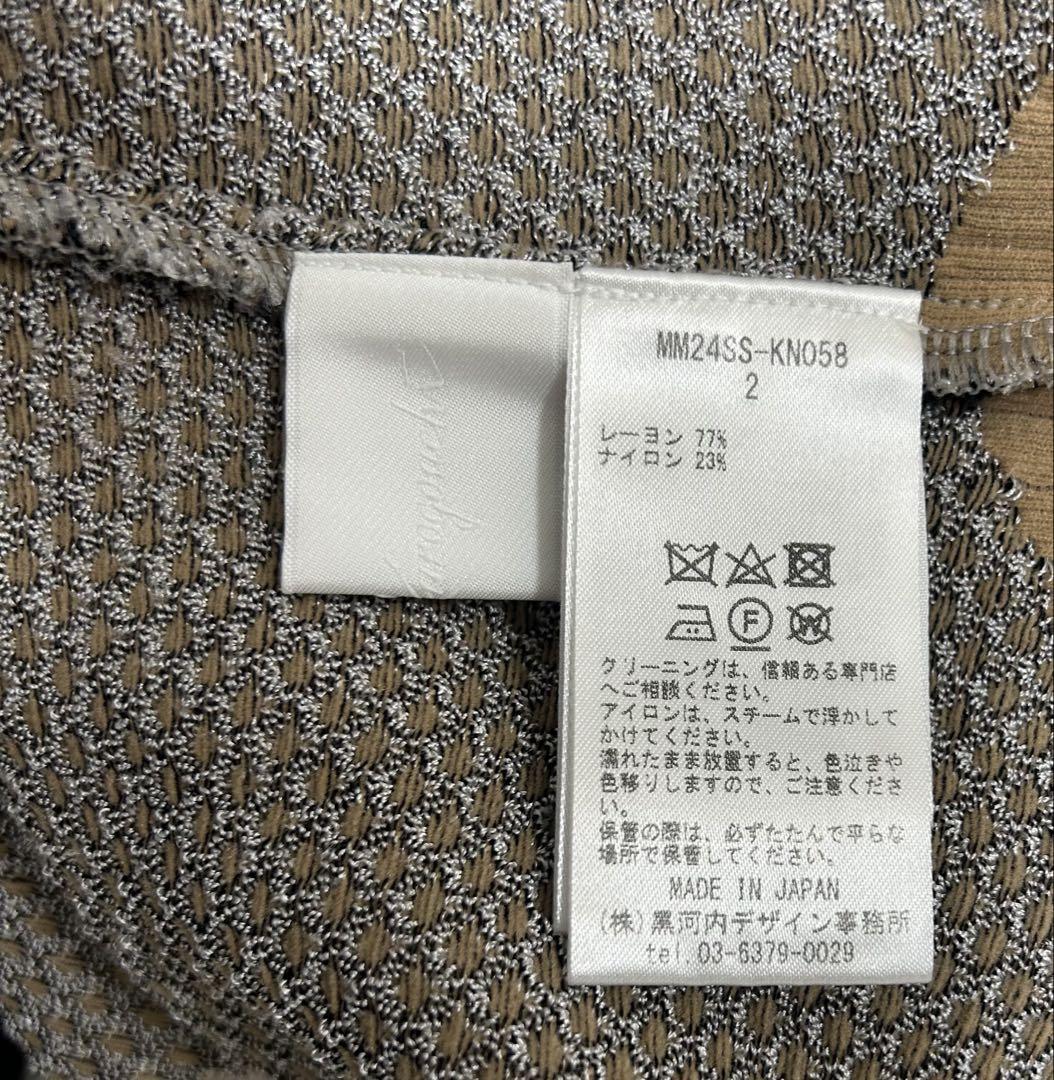 MM24SS-KN058
2
レーヨン 77%
ナイロン 23%
F
W
クリーニングは、信頼ある専門店
へご相談ください。
アイロンは、スチームで浮かして
かけてください。
濡れたまま放置すると、色泣きや
色移りしますので、ご注意くださ
い。
保管の際は、必ずたたんで平らな
場所で保管してください。
MADE IN JAPAN
(株)黒河内デザイン事務所
tel.03-6379-0029